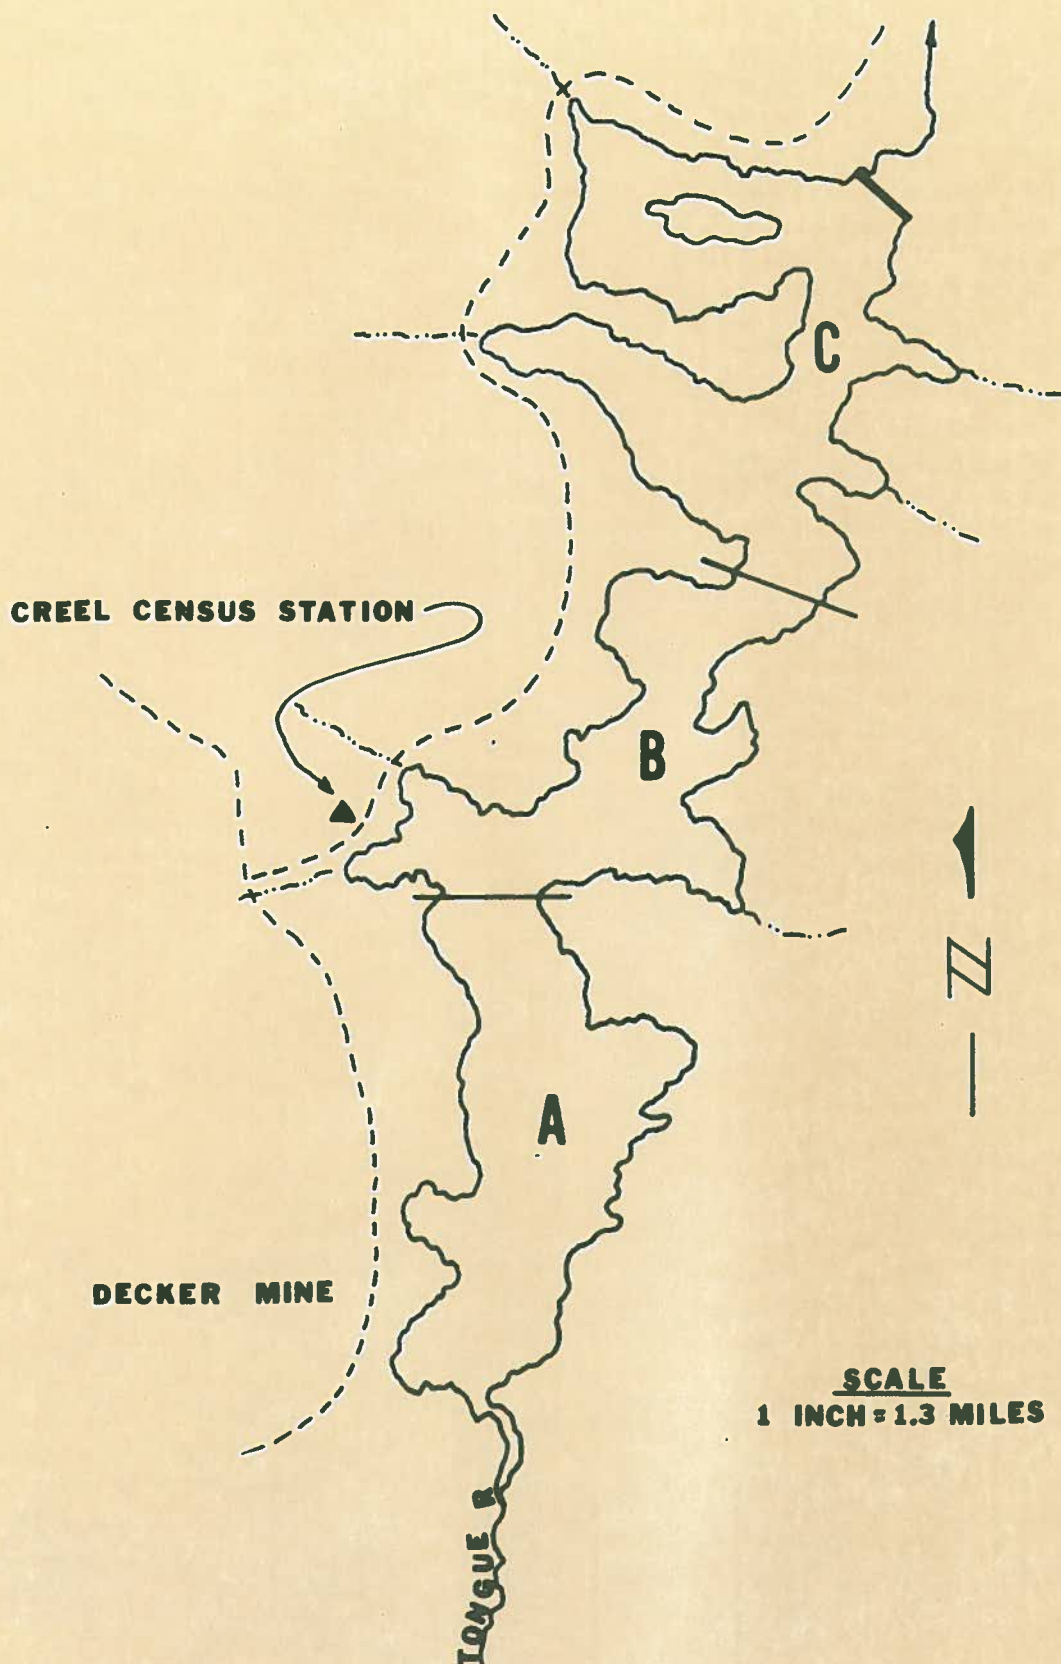 C
CREEL CENSUS STATION
B
N
A
DECKER MINE
SCALE
1 INCH = 1.3 MILES
TONGUE R